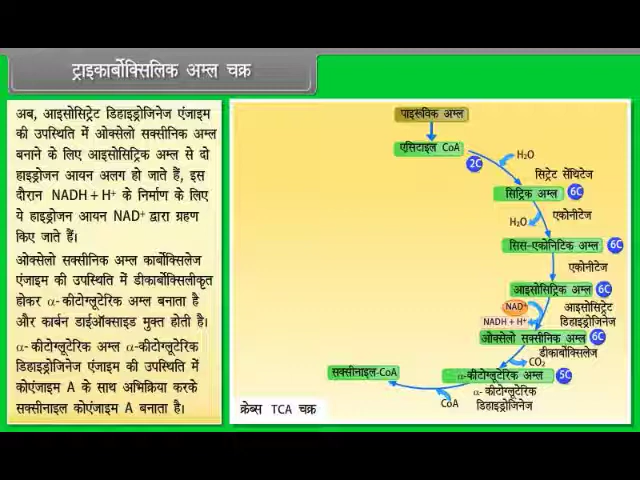 ट्राइकार्बोक्सिलिक अम्ल चक्र
अब, आइसोसिट्रेट डिहाइड्रोजिनेज एंजाइम
की उपस्थिति में ओक्सेलो सक्सीनिक अम्ल
बनाने के लिए आइसोसिट्रिक अम्ल से दो
हाइड्रोजन आयन अलग हो जाते हैं, इस
दौरान NADH + H⁺ के निर्माण के लिए
ये हाइड्रोजन आयन NAD⁺ द्वारा ग्रहण
किए जाते हैं।
ओक्सेलो सक्सीनिक अम्ल कार्बोक्सिलेज
एंजाइम की उपस्थिति में डीकार्बोक्सिलीकृत
होकर α- कीटोग्लूटेरिक अम्ल बनाता है
और कार्बन डाईऑक्साइड मुक्त होती है।
α-कीटोग्लूटेरिक अम्ल α-कीटोग्लूटेरिक
डिहाइड्रोजिनेज एंजाइम की उपस्थिति में
कोएंजाइम A के साथ अभिक्रिया करके
सक्सीनाइल कोएंजाइम A बनाता है।
पाइरूविक अम्ल
एसिटाइल CoA
2C
H₂O
सिट्रेट सेंथिटेज
सिट्रिक अम्ल
6C
H₂O
एकोनीटेज
सिस-एकोनिटिक अम्ल
6C
एकोनीटेज
आइसोसिट्रिक अम्ल
6C
NAD⁺
आइसोसिट्रेट
NADH + H⁺
डिहाइड्रोजिनेज
ओक्सेलो सक्सीनिक अम्ल
6C
डीकार्बोक्सिलेज
CO₂
सक्सीनाइल-CoA
α-कीटोग्लूटेरिक अम्ल
5C
α- कीटोग्लूटेरिक
CoA
डिहाइड्रोजिनेज
क्रेब्स TCA चक्र